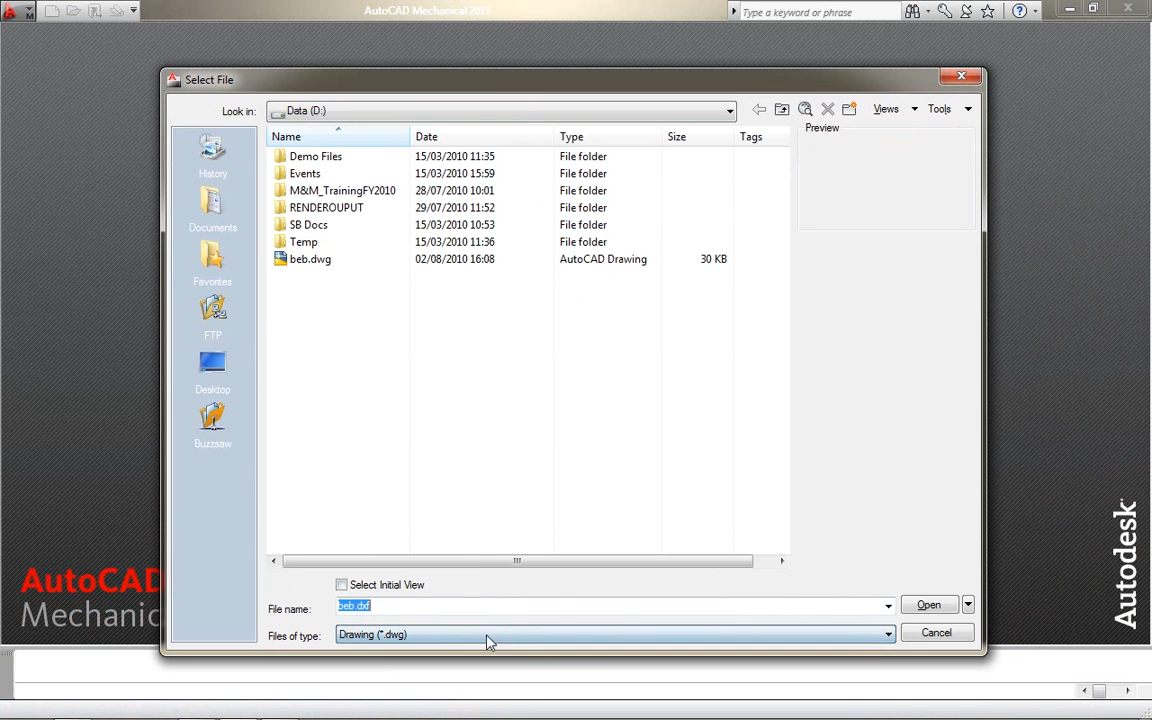 AutoCAD Mechanical 2013
Type a keyword or phrase
Select File
Look in: Data (D:) Views Tools
Name Date Type Size Tags Preview
Demo Files 15/03/2010 11:35 File folder
Events 15/03/2010 15:59 File folder
M&M_TrainingFY2010 28/07/2010 10:01 File folder
RENDEROUPUT 29/07/2010 11:52 File folder
SB Docs 15/03/2010 10:53 File folder
Temp 15/03/2010 11:36 File folder
beb.dwg 02/08/2010 16:08 AutoCAD Drawing 30 KB
History
Documents
Favorites
FTP
Desktop
Buzzsaw
Select Initial View
File name: beb.dxf Open
Files of type: Drawing (*.dwg) Cancel
AutoCAD
Mechanic
Autodesk